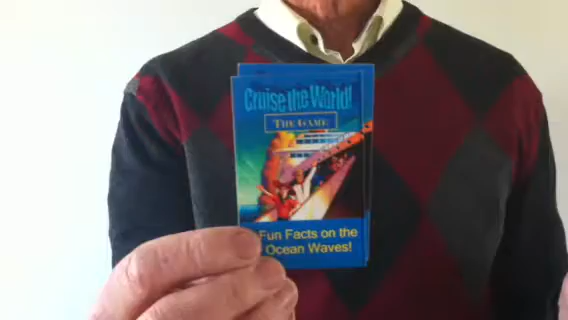 Cruise the World!
THE GAME
Fun Facts on the
Ocean Waves!